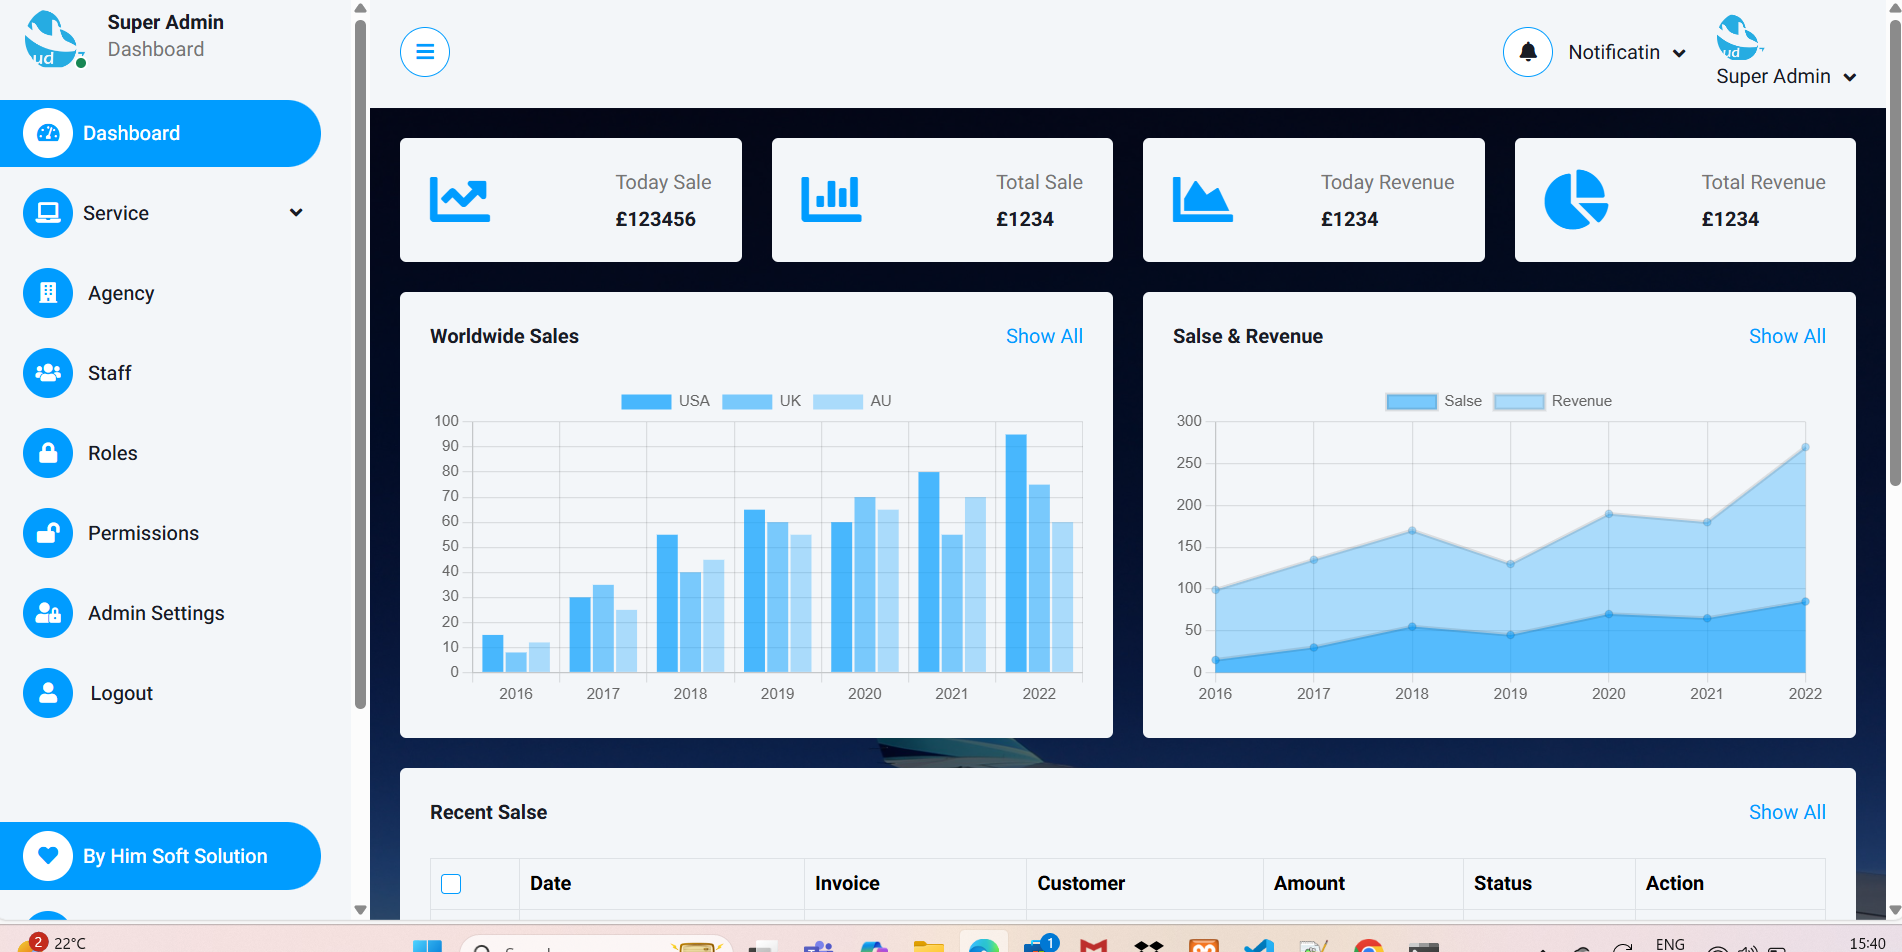 Super Admin
Dashboard
ud
Notificatin
ud
Super Admin
Dashboard
Service
Agency
Staff
Roles
Permissions
Admin Settings
Logout
By Him Soft Solution
Today Sale
£123456
Total Sale
£1234
Today Revenue
£1234
Total Revenue
£1234
Worldwide Sales
Show All
USA UK AU
100
90
80
70
60
50
40
30
20
10
0
2016 2017 2018 2019 2020 2021 2022
Salse & Revenue
Show All
Salse Revenue
300
250
200
150
100
50
0
2016 2017 2018 2019 2020 2021 2022
Recent Salse
Show All
Date Invoice Customer Amount Status Action
2
22°C
1
ENG
15:40